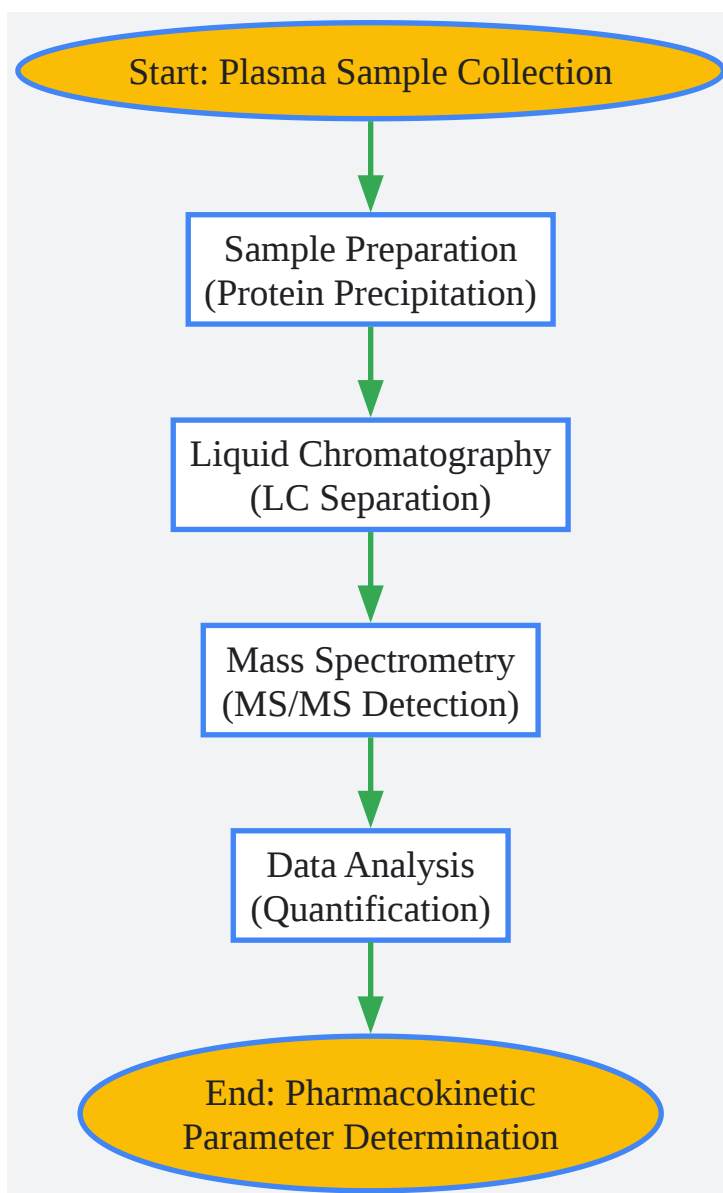 Start: Plasma Sample Collection
Sample Preparation
(Protein Precipitation)
Liquid Chromatography
(LC Separation)
Mass Spectrometry
(MS/MS Detection)
Data Analysis
(Quantification)
End: Pharmacokinetic
Parameter Determination